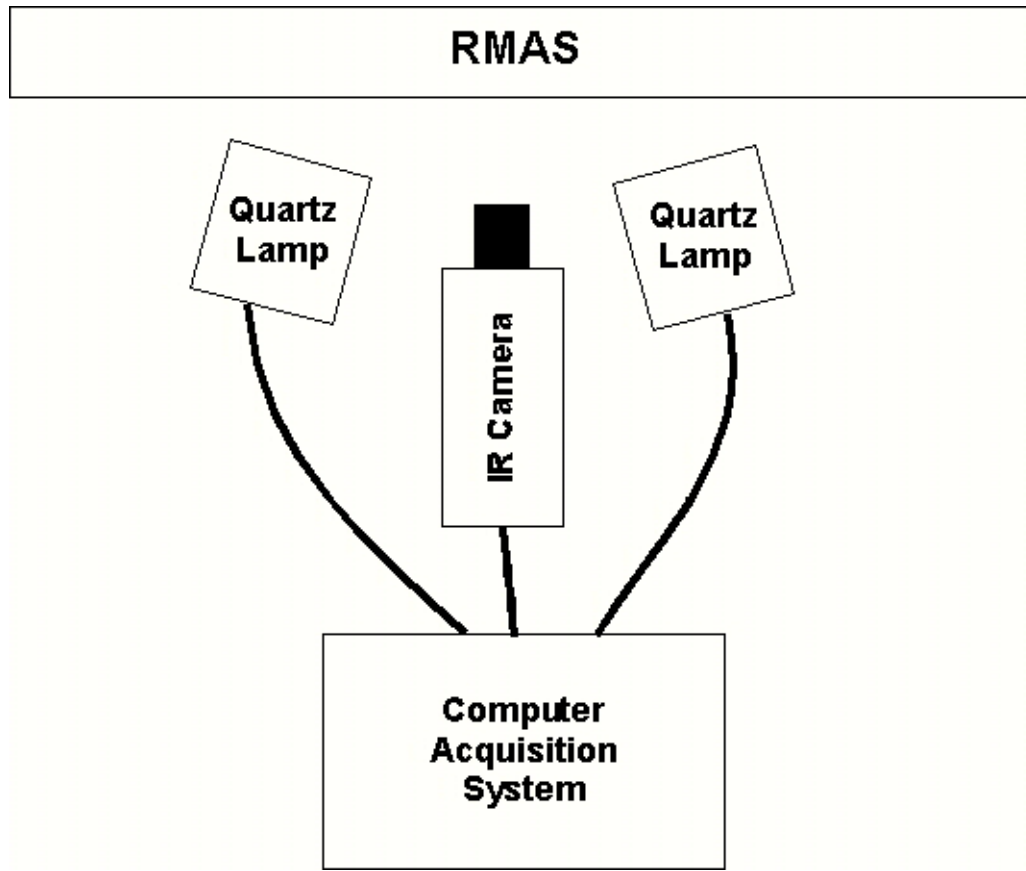 RMAS
Quartz
Lamp
Quartz
Lamp
IR Camera
Computer
Acquisition
System